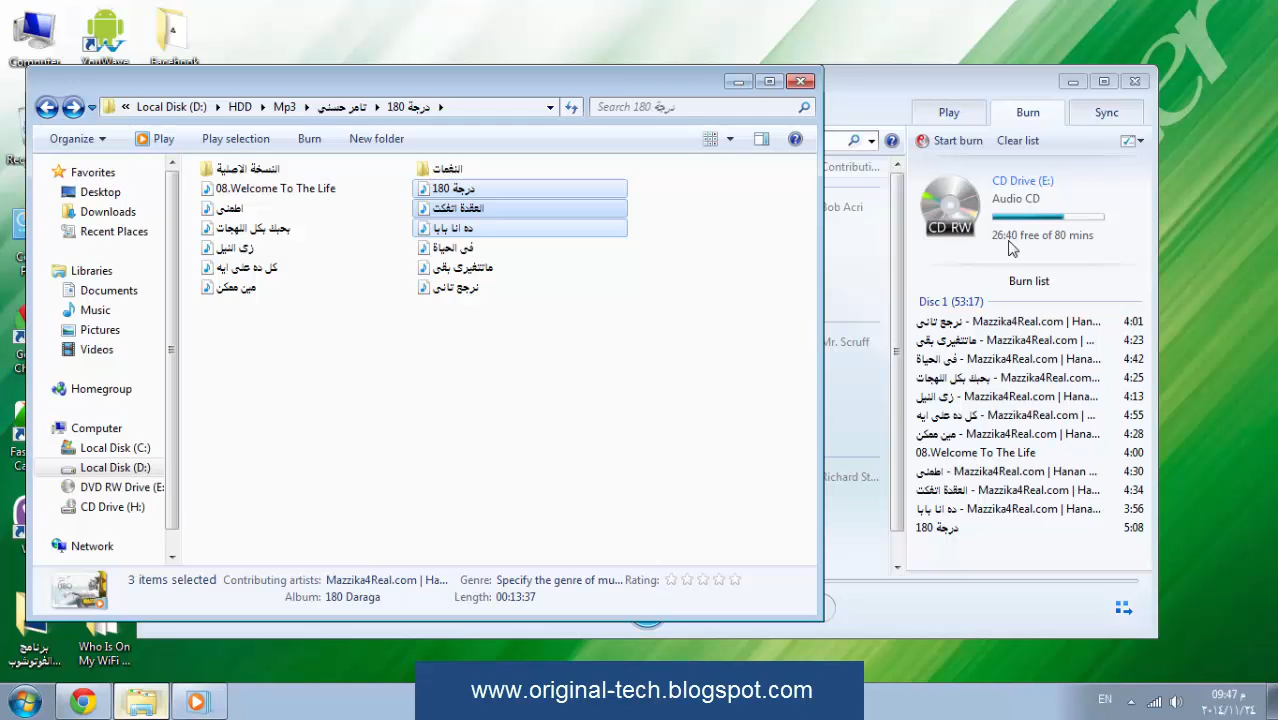 Computer
YouWave
Facebook
« Local Disk (D:) ▸ HDD ▸ Mp3 ▸ تامر حسني ▸ درجة 180 ▸
Search درجة 180
Organize ▾
Play
Play selection
Burn
New folder
Favorites
Desktop
Downloads
Recent Places
Libraries
Documents
Music
Pictures
Videos
Homegroup
Computer
Local Disk (C:)
Local Disk (D:)
DVD RW Drive (E:
CD Drive (H:)
Network
النسخة الاصلية
08.Welcome To The Life
اطمنى
بحبك بكل اللهجات
زى النيل
كل ده على ايه
مين ممكن
النغمات
درجة 180
العقدة اتفكت
ده انا بابا
فى الحياة
ماتتغيرى بقى
نرجع تانى
3 items selected
Contributing artists: Mazzika4Real.com | Ha...
Album: 180 Daraga
Genre: Specify the genre of mu...
Length: 00:13:37
Rating:
Play
Burn
Sync
Start burn
Clear list
Contributi...
Bob Acri
Mr. Scruff
Richard St...
CD RW
CD Drive (E:)
Audio CD
26:40 free of 80 mins
Burn list
Disc 1 (53:17)
نرجع تانى - Mazzika4Real.com | Han... 4:01
ماتتغيرى بقى - Mazzika4Real.com | ... 4:23
فى الحياة - Mazzika4Real.com | Han... 4:42
بحبك بكل اللهجات - Mazzika4Real.com... 4:25
زى النيل - Mazzika4Real.com | Hana... 4:13
كل ده على ايه - Mazzika4Real.com | ... 4:55
مين ممكن - Mazzika4Real.com | Hana... 4:28
08.Welcome To The Life 4:00
اطمنى - Mazzika4Real.com | Hanan ... 4:30
العقدة اتفكت - Mazzika4Real.com | Ha... 4:34
ده انا بابا - Mazzika4Real.com | Hana... 3:56
درجة 180 5:08
برنامج
الفوتوشوب...
Who Is On
My WiFi ...
www.original-tech.blogspot.com
EN
09:47 م
٢٠١٤/١١/٢٤